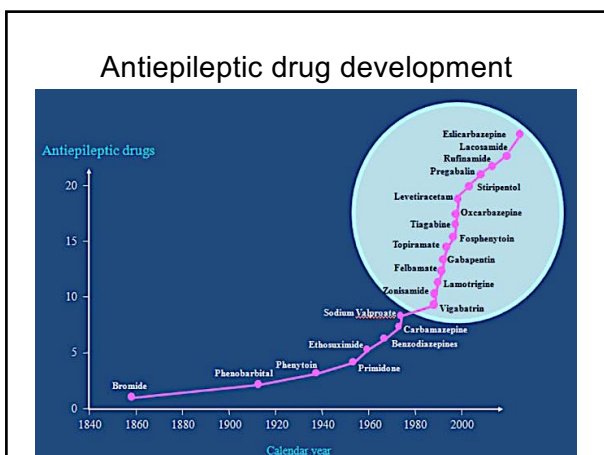 Antiepileptic drug development
Antiepileptic drugs
Eslicarbazepine
Lacosamide
Rufinamide
Pregabalin
Stiripentol
Levetiracetam
Oxcarbazepine
Tiagabine
Fosphenytoin
Topiramate
Gabapentin
Felbamate
Lamotrigine
Zonisamide
Vigabatrin
Sodium Valproate
Carbamazepine
Benzodiazepines
Ethosuximide
Primidone
Phenytoin
Phenobarbital
Bromide
20
15
10
5
0
1840 1860 1880 1900 1920 1940 1960 1980 2000
Calendar year